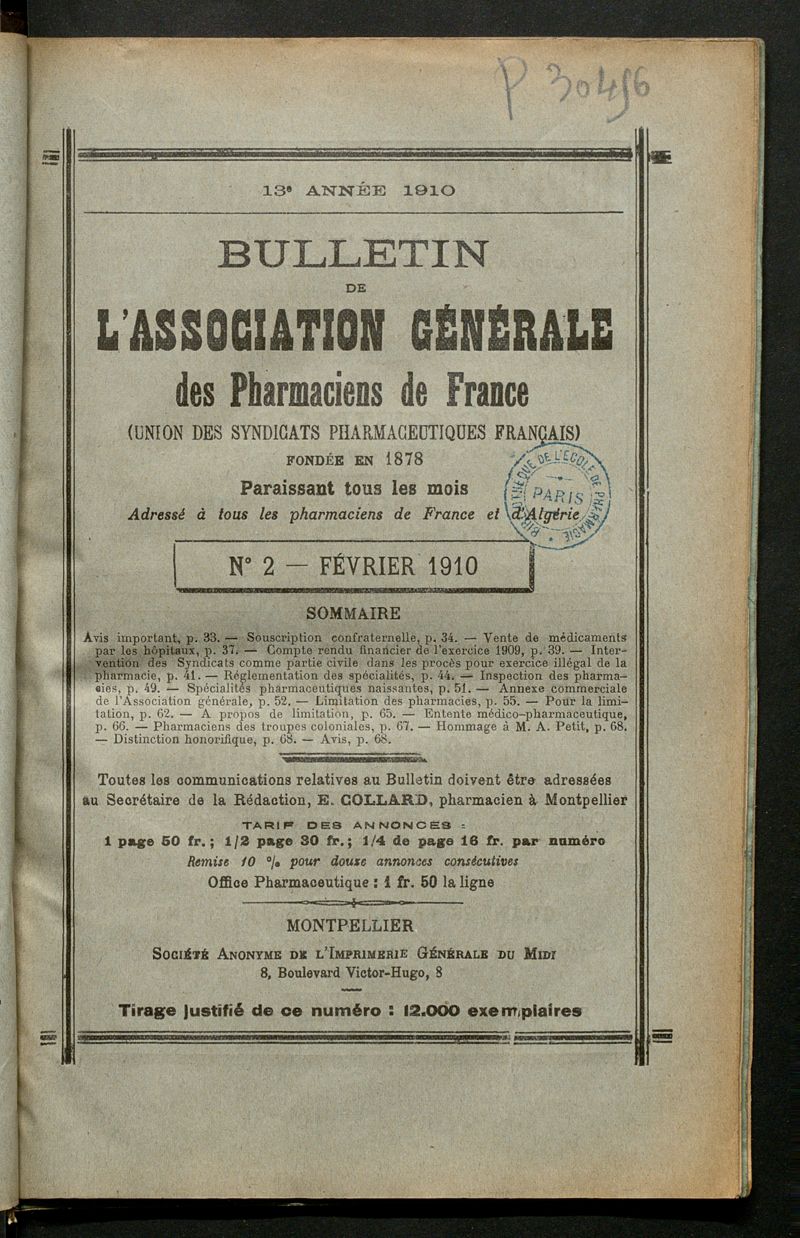 P 30456
13e ANNÉE 1910
BULLETIN
DE
L'ASSOCIATION GÉNÉRALE
des Pharmaciens de France
(UNION DES SYNDICATS PHARMACEUTIQUES FRANÇAIS)
FONDÉE EN 1878
Paraissant tous les mois
Adressé à tous les pharmaciens de France et d'Algérie
BIBLIOTHÈQUE DE L'ÉCOLE DE PHARMACIE
PARIS
N° 2 — FÉVRIER 1910
SOMMAIRE
Avis important, p. 33. — Souscription confraternelle, p. 34. — Vente de médicaments
par les hôpitaux, p. 37. — Compte rendu financier de l'exercice 1909, p. 39. — Inter-
vention des Syndicats comme partie civile dans les procès pour exercice illégal de la
pharmacie, p. 41. — Réglementation des spécialités, p. 44. — Inspection des pharma-
cies, p. 49. — Spécialités pharmaceutiques naissantes, p. 51. — Annexe commerciale
de l'Association générale, p. 52. — Limitation des pharmacies, p. 55. — Pour la limi-
tation, p. 62. — A propos de limitation, p. 65. — Entente médico-pharmaceutique,
p. 66. — Pharmaciens des troupes coloniales, p. 67. — Hommage à M. A. Petit, p. 68.
— Distinction honorifique, p. 68. — Avis, p. 68.
Toutes les communications relatives au Bulletin doivent être adressées
au Secrétaire de la Rédaction, E. COLLARD, pharmacien à Montpellier
TARIF DES ANNONCES :
1 page 50 fr.; 1/2 page 30 fr.; 1/4 de page 16 fr. par numéro
Remise 10 % pour douze annonces consécutives
Office Pharmaceutique : 1 fr. 50 la ligne
MONTPELLIER
SOCIÉTÉ ANONYME DE L'IMPRIMERIE GÉNÉRALE DU MIDI
8, Boulevard Victor-Hugo, 8
Tirage justifié de ce numéro : 12.000 exemplaires